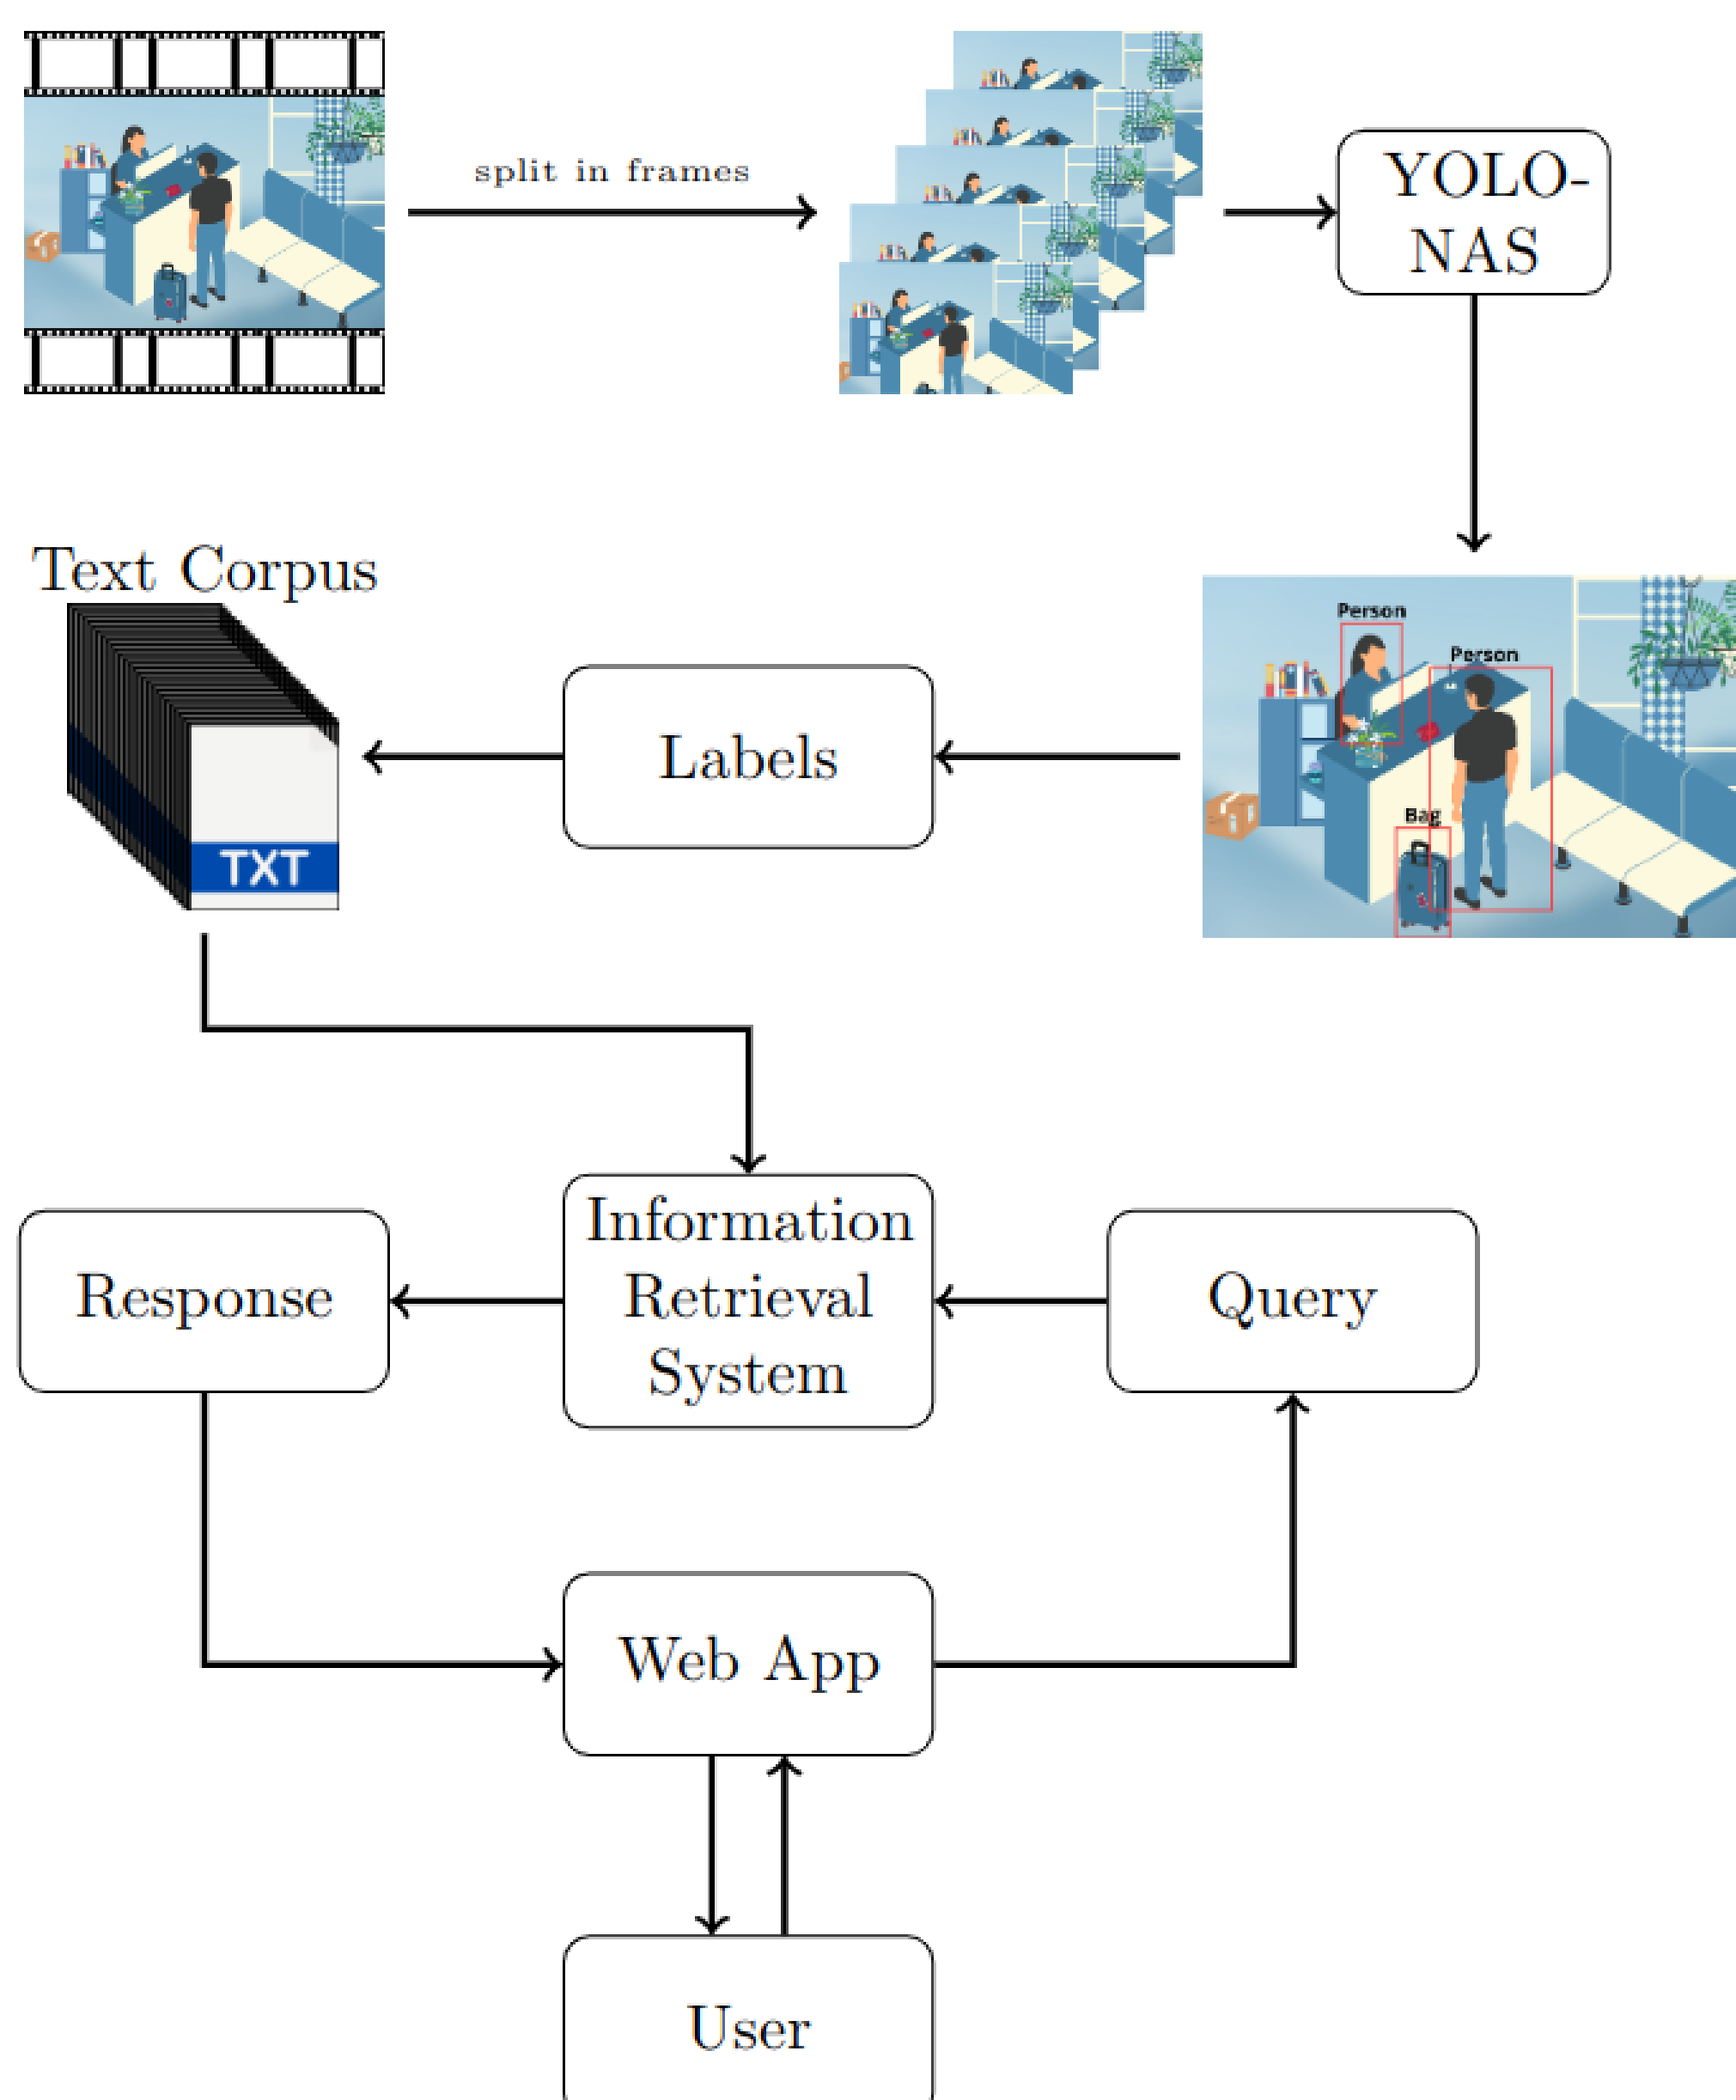 split in frames
YOLO-
NAS
Text Corpus
TXT
Labels
Person
Person
Bag
Information
Retrieval
System
Response
Query
Web App
User